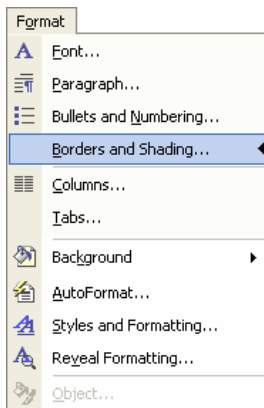 Format
Font...
Paragraph...
Bullets and Numbering...
Borders and Shading...
Columns...
Tabs...
Background
AutoFormat...
Styles and Formatting...
Reveal Formatting...
Object...